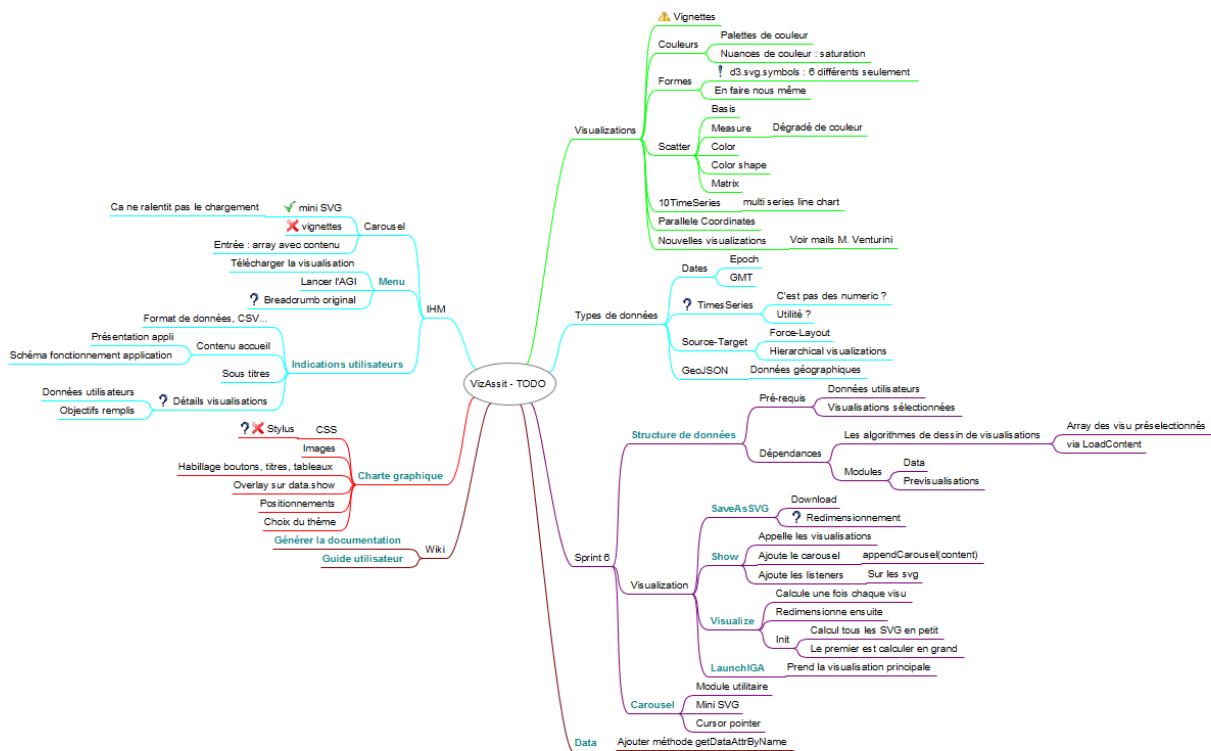 VizAssit - TODO
Visualizations
Vignettes
Couleurs
Palettes de couleur
Nuances de couleur : saturation
Formes
d3.svg.symbols : 6 différents seulement
En faire nous même
Scatter
Basis
Measure
Dégradé de couleur
Color
Color shape
Matrix
10TimeSeries
multi series line chart
Parallele Coordinates
Nouvelles visualizations
Voir mails M. Venturini
Types de données
Dates
Epoch
GMT
? TimesSeries
C'est pas des numeric ?
Utilité ?
Source-Target
Force-Layout
Hierarchical visualizations
GeoJSON
Données géographiques
Sprint 6
Structure de données
Pré-requis
Données utilisateurs
Visualisations sélectionnées
Dépendances
Les algorithmes de dessin de visualisations
Array des visu préselectionnés
via LoadContent
Modules
Data
Previsualisations
Visualization
SaveAsSVG
Download
? Redimensionnement
Show
Appelle les visualisations
Ajoute le carousel
appendCarousel(content)
Ajoute les listeners
Sur les svg
Visualize
Calcule une fois chaque visu
Redimensionne ensuite
Init
Calcul tous les SVG en petit
Le premier est calculer en grand
LaunchIGA
Prend la visualisation principale
Carousel
Module utilitaire
Mini SVG
Cursor pointer
Data
Ajouter méthode getDataAttrByName
IHM
Carousel
mini SVG
Ca ne ralentit pas le chargement
vignettes
Entrée : array avec contenu
Menu
Télécharger la visualisation
Lancer l'AGI
? Breadcrumb original
Indications utilisateurs
Format de données, CSV...
Contenu accueil
Présentation appli
Schéma fonctionnement application
Sous titres
? Détails visualisations
Données utilisateurs
Objectifs remplis
Charte graphique
CSS
? Stylus
Images
Habillage boutons, titres, tableaux
Overlay sur data.show
Positionnements
Choix du thème
Wiki
Générer la documentation
Guide utilisateur